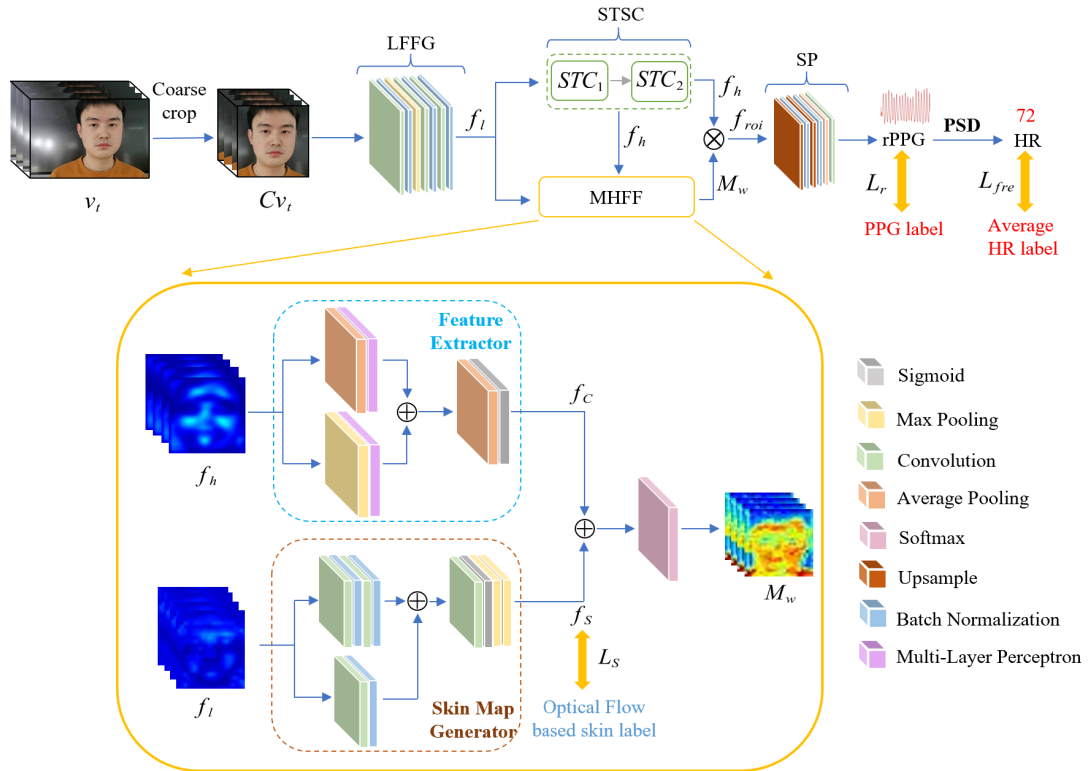 STSC
LFFG
SP
Coarse
crop
STC1
STC2
fl
fh
fh
froi
Mw
MHFF
vt
Cvt
rPPG
PSD
72
HR
Lr
Lfre
PPG label
Average
HR label
Feature
Extractor
fh
fC
Skin Map
Generator
fl
fS
LS
Optical Flow
based skin label
Mw
Sigmoid
Max Pooling
Convolution
Average Pooling
Softmax
Upsample
Batch Normalization
Multi-Layer Perceptron